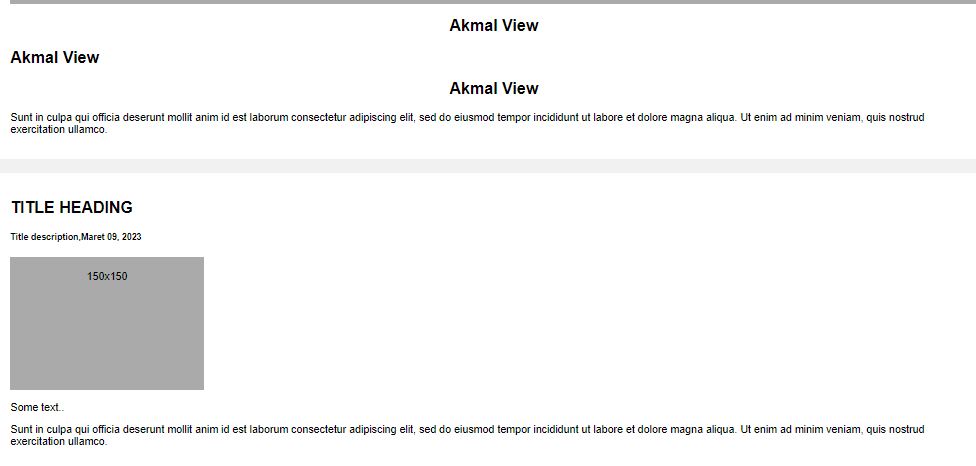 Akmal View
Akmal View
Akmal View
Sunt in culpa qui officia deserunt mollit anim id est laborum consectetur adipiscing elit, sed do eiusmod tempor incididunt ut labore et dolore magna aliqua. Ut enim ad minim veniam, quis nostrud
exercitation ullamco.
TITLE HEADING
Title description,Maret 09, 2023
150x150
Some text..
Sunt in culpa qui officia deserunt mollit anim id est laborum consectetur adipiscing elit, sed do eiusmod tempor incididunt ut labore et dolore magna aliqua. Ut enim ad minim veniam, quis nostrud
exercitation ullamco.